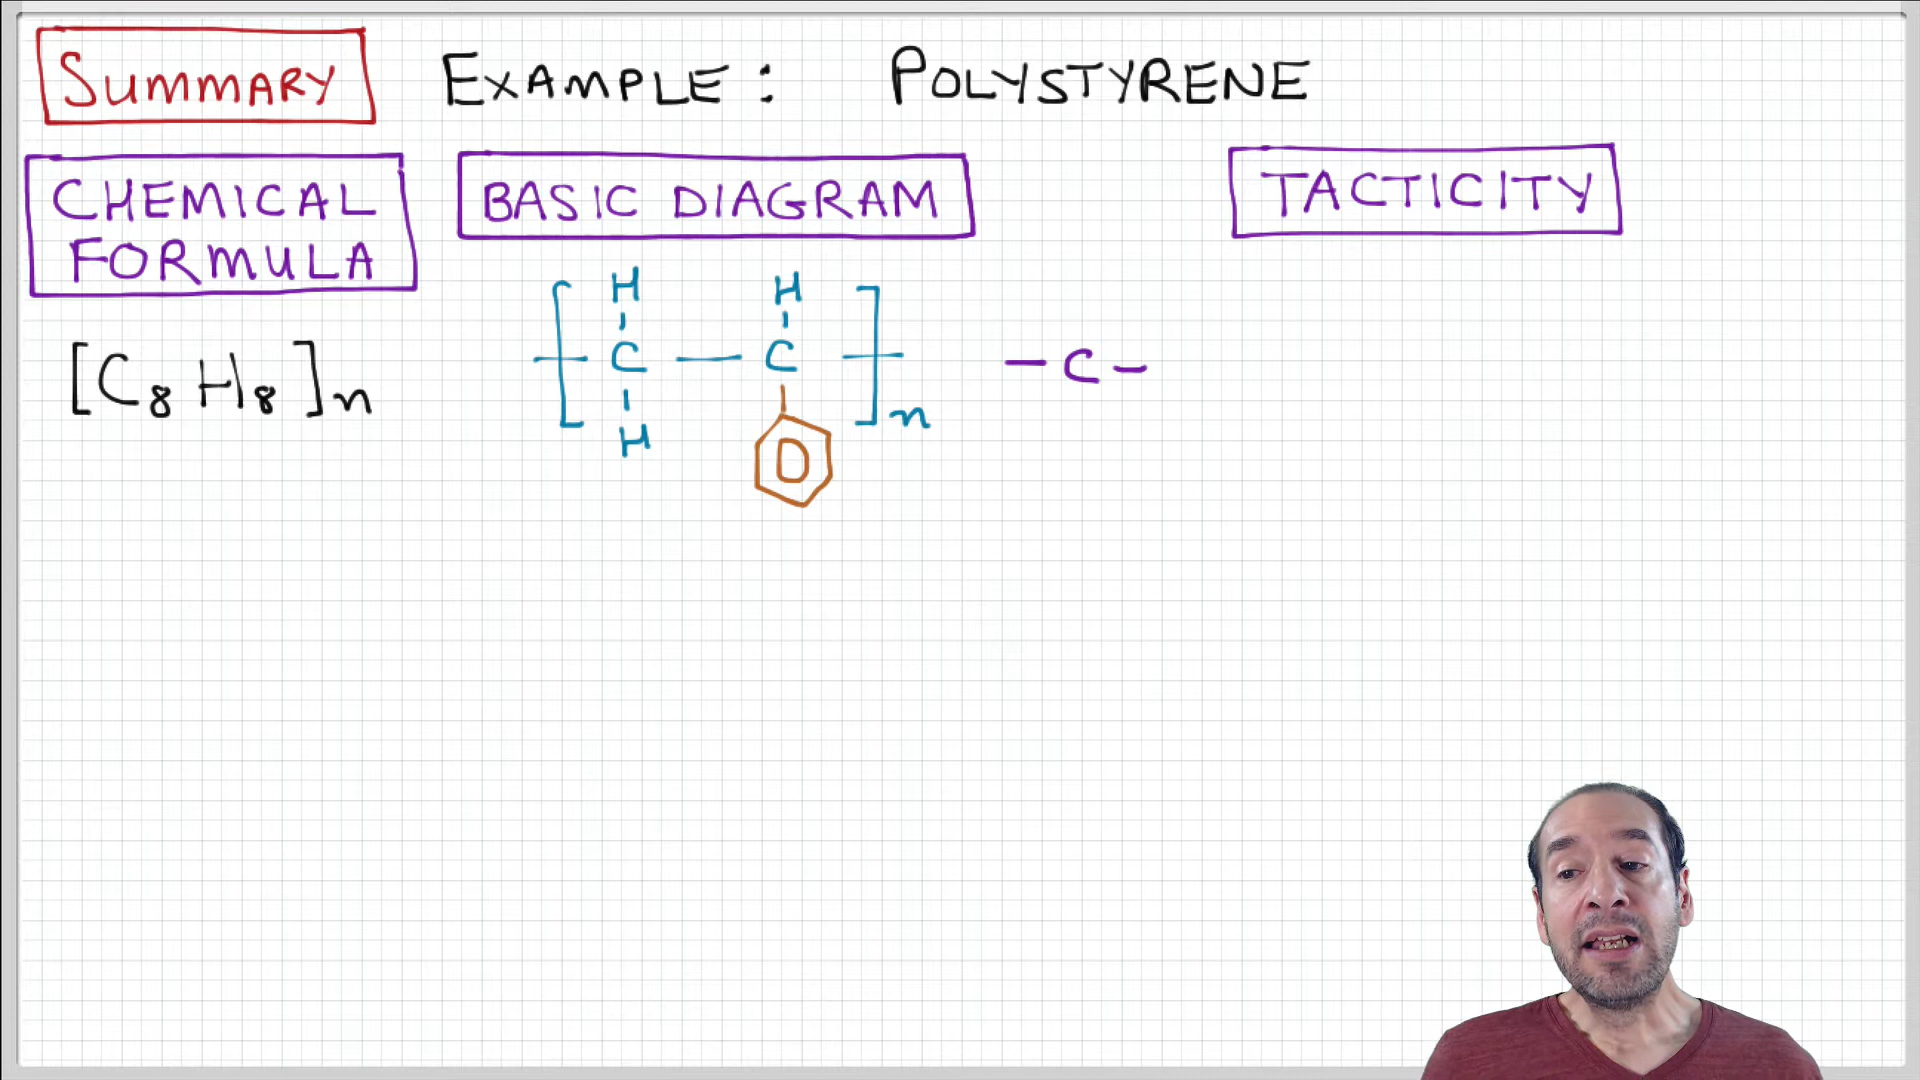 SUMMARY EXAMPLE: POLYSTYRENE
CHEMICAL
FORMULA
BASIC DIAGRAM
TACTICITY
[C8H8]n
H H
[-C-C-]n
H
-C-